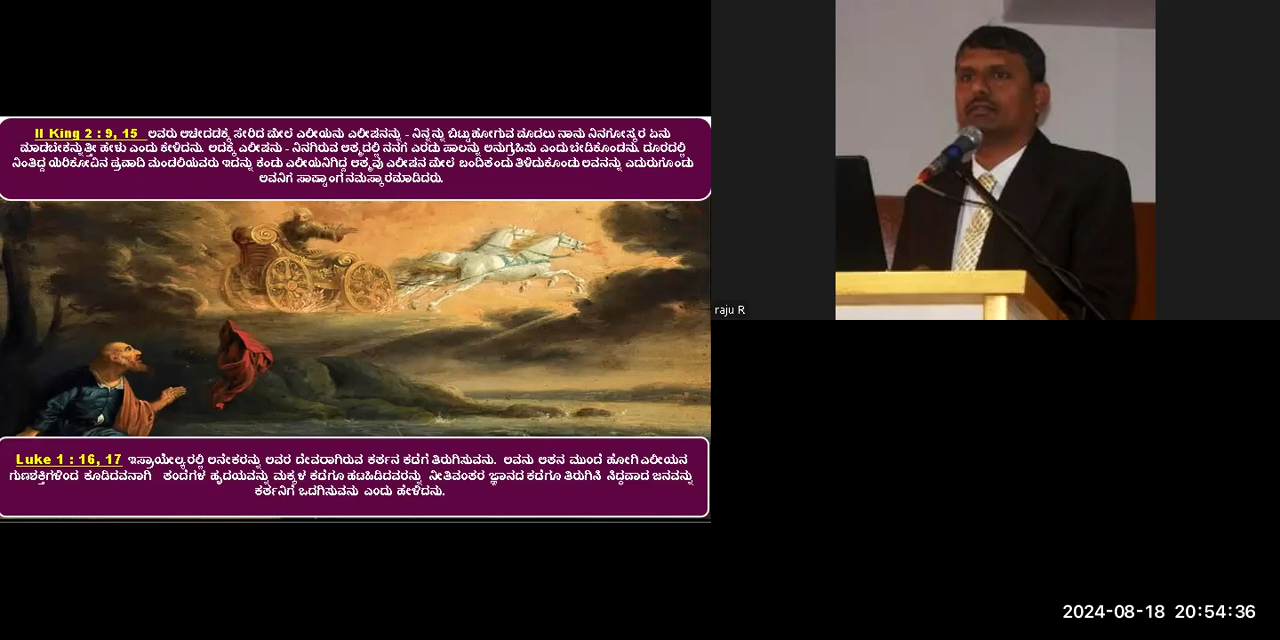 II King 2 : 9, 15 ಅವರು ಆಚೇದಡಕ್ಕೆ ಸೇರಿದ ಮೇಲೆ ಎಲೀಯನು ಎಲೀಷನನ್ನು - ನಿನ್ನನ್ನು ಬಿಟ್ಟುಹೋಗುವ ಮೊದಲು ನಾನು ನಿನಗೋಸ್ಕರ ಏನು
ಮಾಡಬೇಕನ್ನುತ್ತೀ ಹೇಳು ಎಂದು ಕೇಳಿದನು. ಅದಕ್ಕೆ ಎಲೀಷನು - ನಿನಗಿರುವ ಆತ್ಮದಲ್ಲಿ ನನಗೆ ಎರಡು ಪಾಲನ್ನು ಅನುಗ್ರಹಿಸು ಎಂದು ಬೇಡಿಕೊಂಡನು. ದೂರದಲ್ಲಿ
ನಿಂತಿದ್ದ ಯೆರಿಕೋವಿನ ಪ್ರವಾದಿ ಮಂಡಲಿಯವರು ಇದನ್ನು ಕಂಡು ಎಲೀಯನಿಗಿದ್ದ ಆತ್ಮವು ಎಲೀಷನ ಮೇಲೆ ಬಂದಿತೆಂದು ತಿಳಿದುಕೊಂಡು ಅವನನ್ನು ಎದುರುಗೊಂಡು
ಅವನಿಗೆ ಸಾಷ್ಟಾಂಗ ನಮಸ್ಕಾರಮಾಡಿದರು.
raju R
Luke 1 : 16, 17 ಇಸ್ರಾಯೇಲ್ಯರಲ್ಲಿ ಅನೇಕರನ್ನು ಅವರ ದೇವರಾಗಿರುವ ಕರ್ತನ ಕಡೆಗೆ ತಿರುಗಿಸುವನು. ಅವನು ಆತನ ಮುಂದೆ ಹೋಗಿ ಎಲೀಯನ
ಗುಣಶಕ್ತಿಗಳಿಂದ ಕೂಡಿದವನಾಗಿ ತಂದೆಗಳ ಹೃದಯವನ್ನು ಮಕ್ಕಳ ಕಡೆಗೂ ಹಟಹಿಡಿದವರನ್ನು ನೀತಿವಂತರ ಜ್ಞಾನದ ಕಡೆಗೂ ತಿರುಗಿಸಿ ಸಿದ್ಧವಾದ ಜನವನ್ನು
ಕರ್ತನಿಗೆ ಒದಗಿಸುವನು ಎಂದು ಹೇಳಿದನು.
2024-08-18 20:54:36